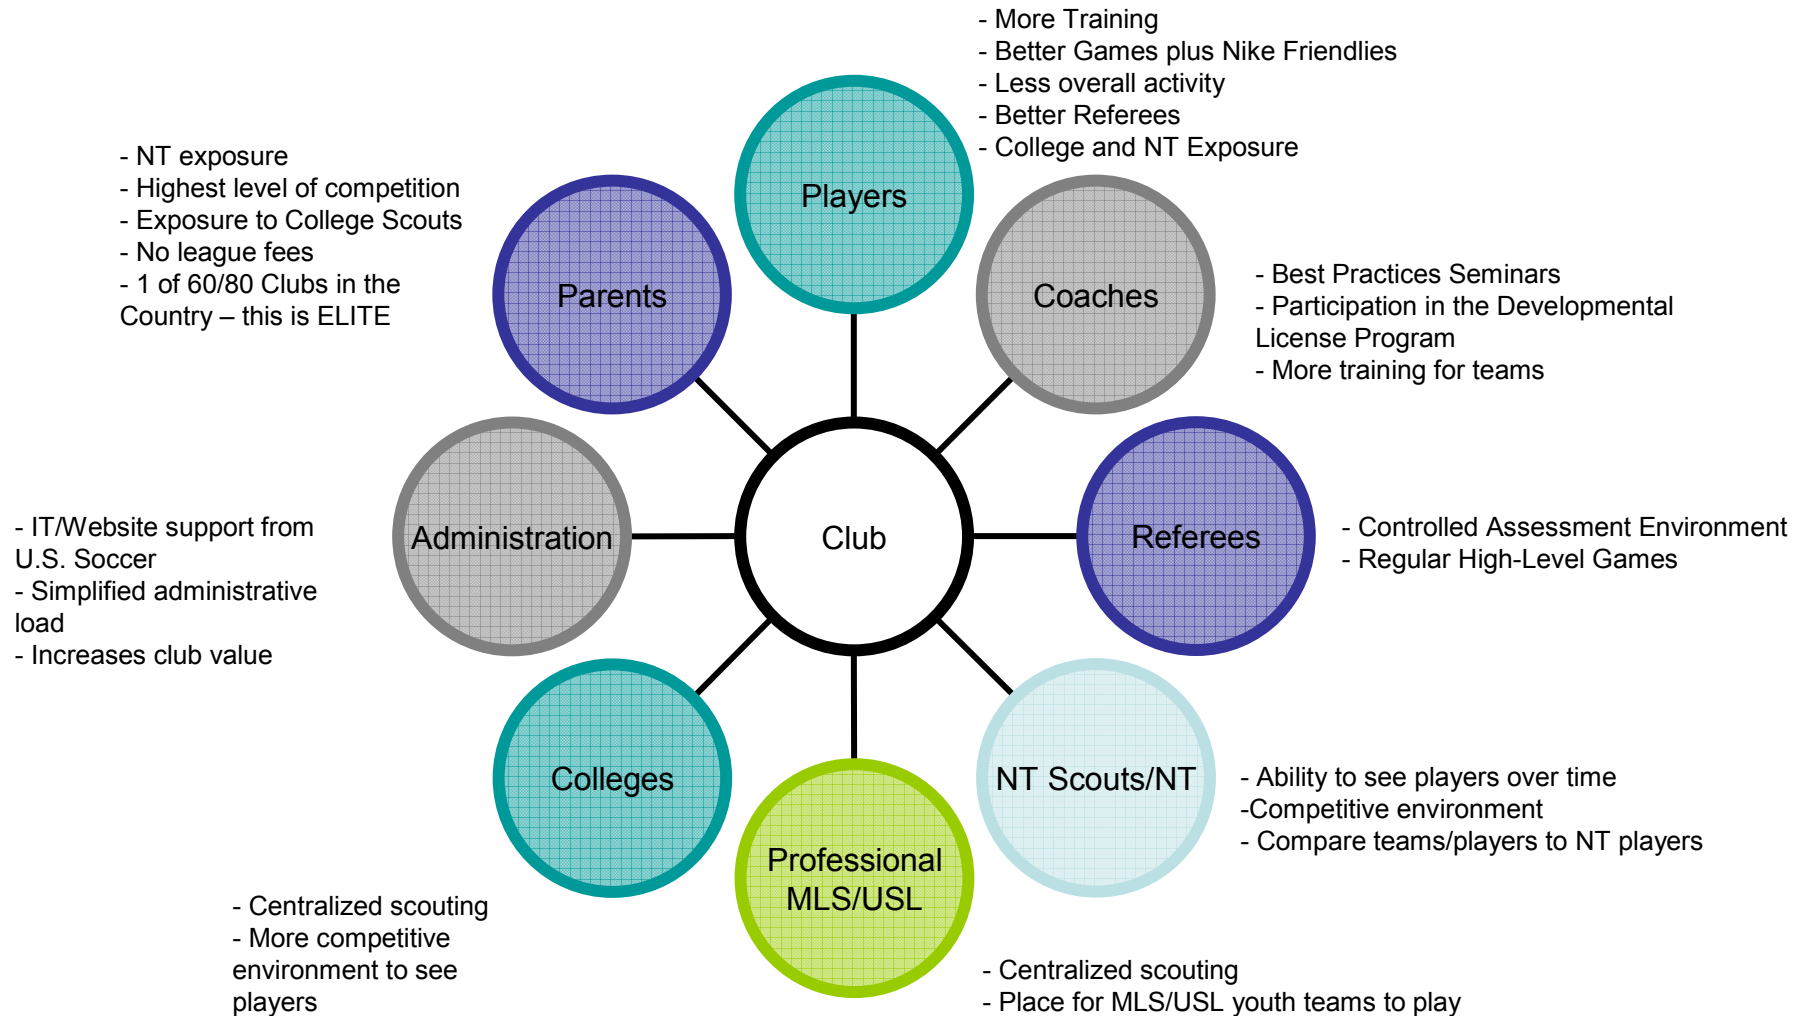 - More Training
- Better Games plus Nike Friendlies
- Less overall activity
- Better Referees
- College and NT Exposure
Players
- NT exposure
- Highest level of competition
- Exposure to College Scouts
- No league fees
- 1 of 60/80 Clubs in the
Country – this is ELITE
Parents
Coaches
- Best Practices Seminars
- Participation in the Developmental
License Program
- More training for teams
- IT/Website support from
U.S. Soccer
- Simplified administrative
load
- Increases club value
Administration
Club
Referees
- Controlled Assessment Environment
- Regular High-Level Games
Colleges
- Centralized scouting
- More competitive
environment to see
players
Professional
MLS/USL
- Centralized scouting
- Place for MLS/USL youth teams to play
NT Scouts/NT
- Ability to see players over time
-Competitive environment
- Compare teams/players to NT players